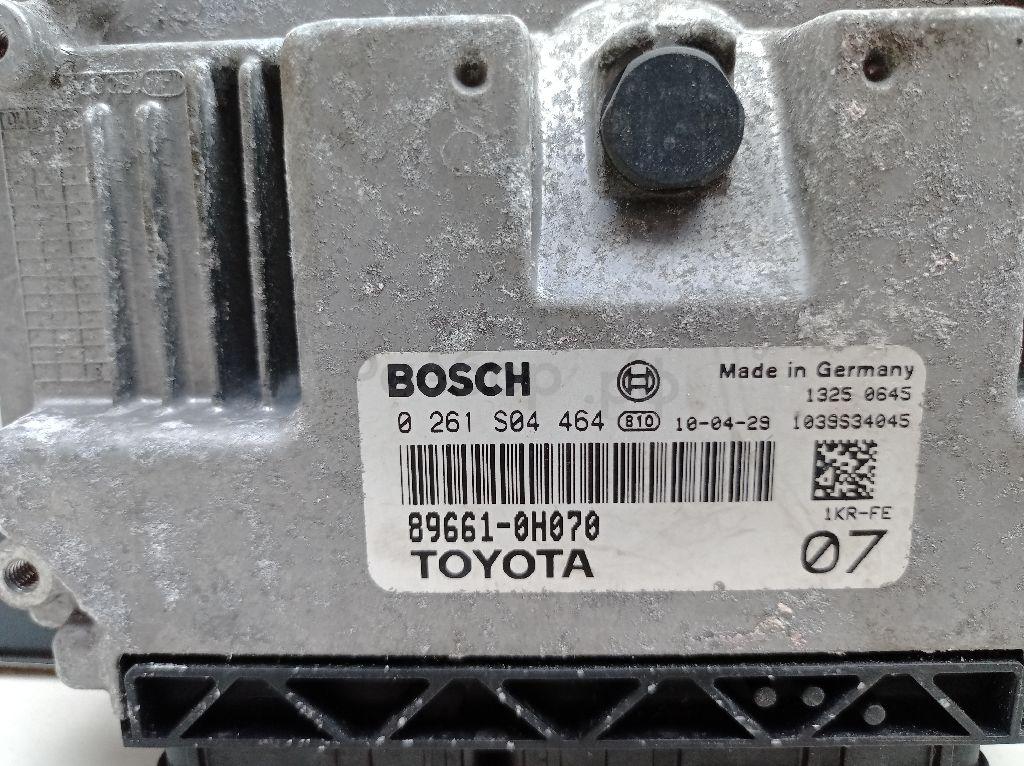 BOSCH
Made in Germany
1325 0645
0 261 S04 464 810 10-04-29 1039S34045
89661-0H070
1KR-FE
TOYOTA
07